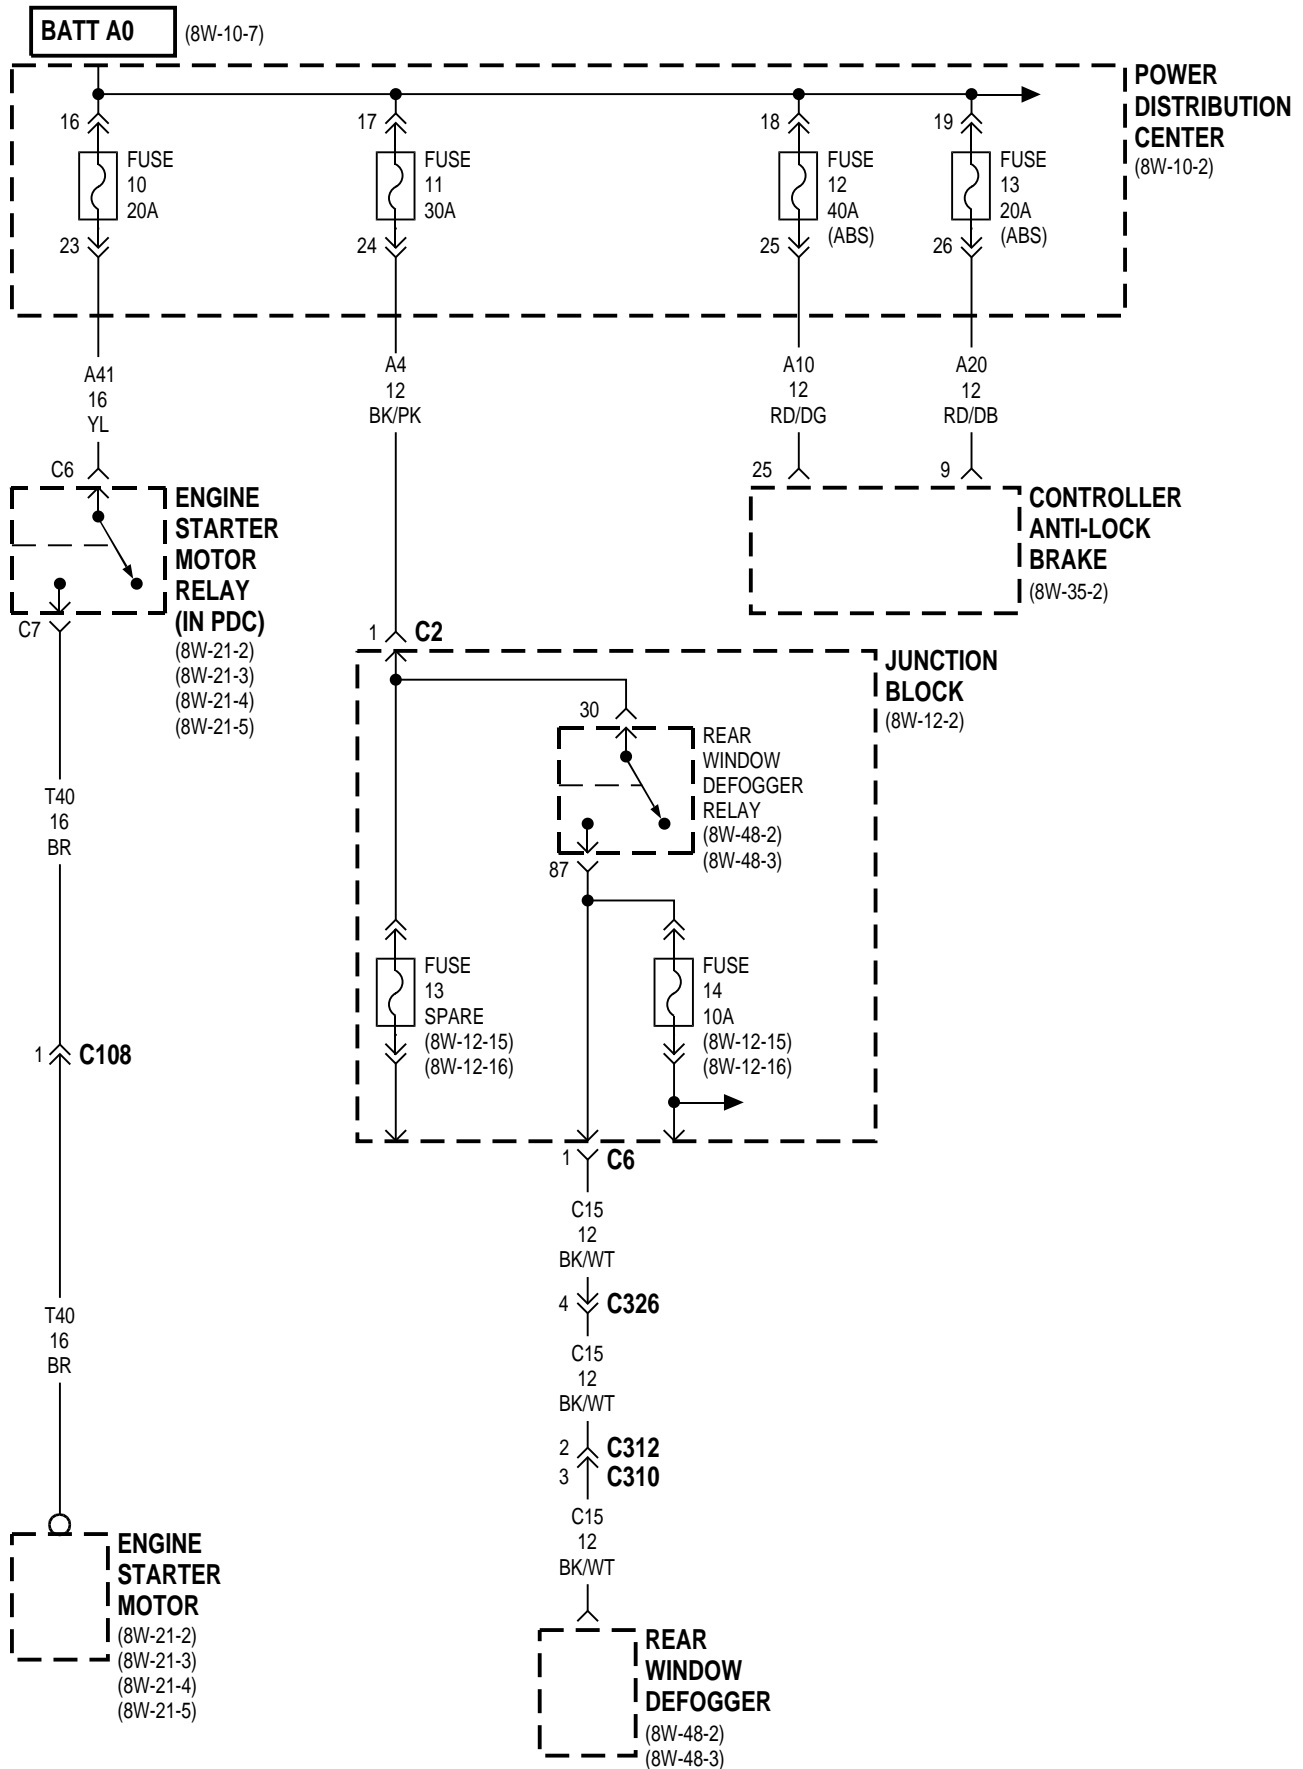 BATT A0
(8W-10-7)
POWER
DISTRIBUTION
CENTER
(8W-10-2)
16
FUSE
10
20A
23
17
FUSE
11
30A
24
18
FUSE
12
40A
(ABS)
25
19
FUSE
13
20A
(ABS)
26
A41
16
YL
A4
12
BK/PK
A10
12
RD/DG
A20
12
RD/DB
C6
ENGINE
STARTER
MOTOR
RELAY
(IN PDC)
(8W-21-2)
(8W-21-3)
(8W-21-4)
(8W-21-5)
C7
25
9
CONTROLLER
ANTI-LOCK
BRAKE
(8W-35-2)
1 C2
JUNCTION
BLOCK
(8W-12-2)
30
REAR
WINDOW
DEFOGGER
RELAY
(8W-48-2)
(8W-48-3)
87
T40
16
BR
FUSE
13
SPARE
(8W-12-15)
(8W-12-16)
FUSE
14
10A
(8W-12-15)
(8W-12-16)
1 C108
1 C6
C15
12
BK/WT
4 C326
C15
12
BK/WT
2 C312
3 C310
C15
12
BK/WT
T40
16
BR
ENGINE
STARTER
MOTOR
(8W-21-2)
(8W-21-3)
(8W-21-4)
(8W-21-5)
REAR
WINDOW
DEFOGGER
(8W-48-2)
(8W-48-3)